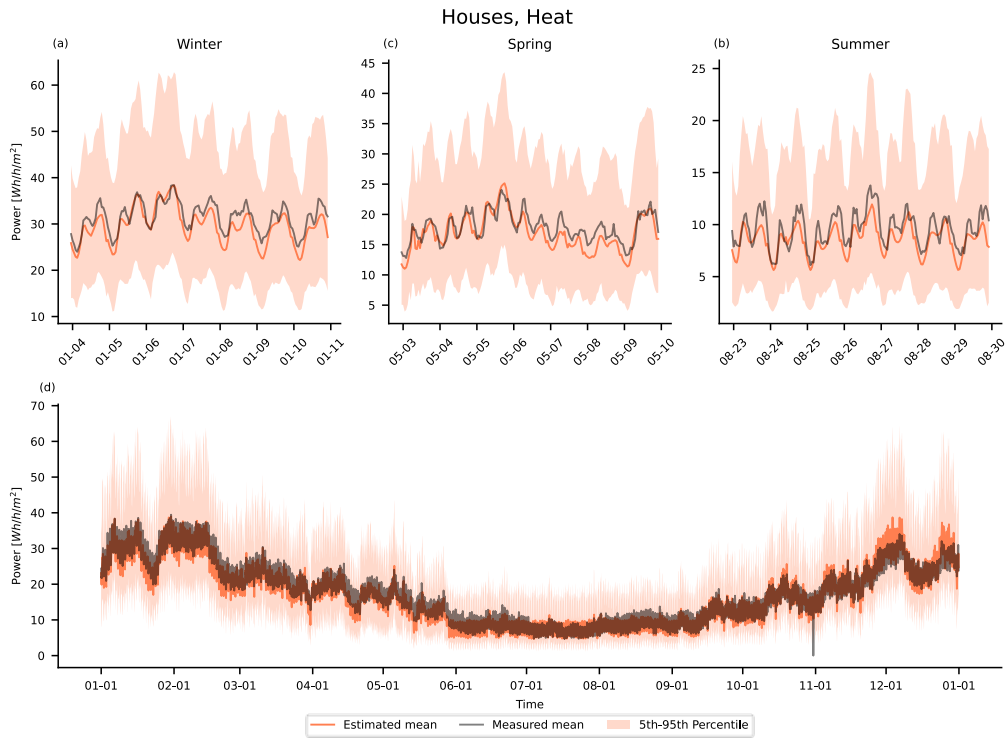 Houses, Heat
(a) Winter (c) Spring (b) Summer
Power [Wh/h/m²]
60
50
40
30
20
10
01-04 01-05 01-06 01-07 01-08 01-09 01-10 01-11
45
40
35
30
25
20
15
10
5
05-03 05-04 05-05 05-06 05-07 05-08 05-09 05-10
25
20
15
10
5
08-23 08-24 08-25 08-26 08-27 08-28 08-29 08-30
(d)
Power [Wh/h/m²]
70
60
50
40
30
20
10
0
01-01 02-01 03-01 04-01 05-01 06-01 07-01 08-01 09-01 10-01 11-01 12-01 01-01
Time
Estimated mean Measured mean 5th-95th Percentile